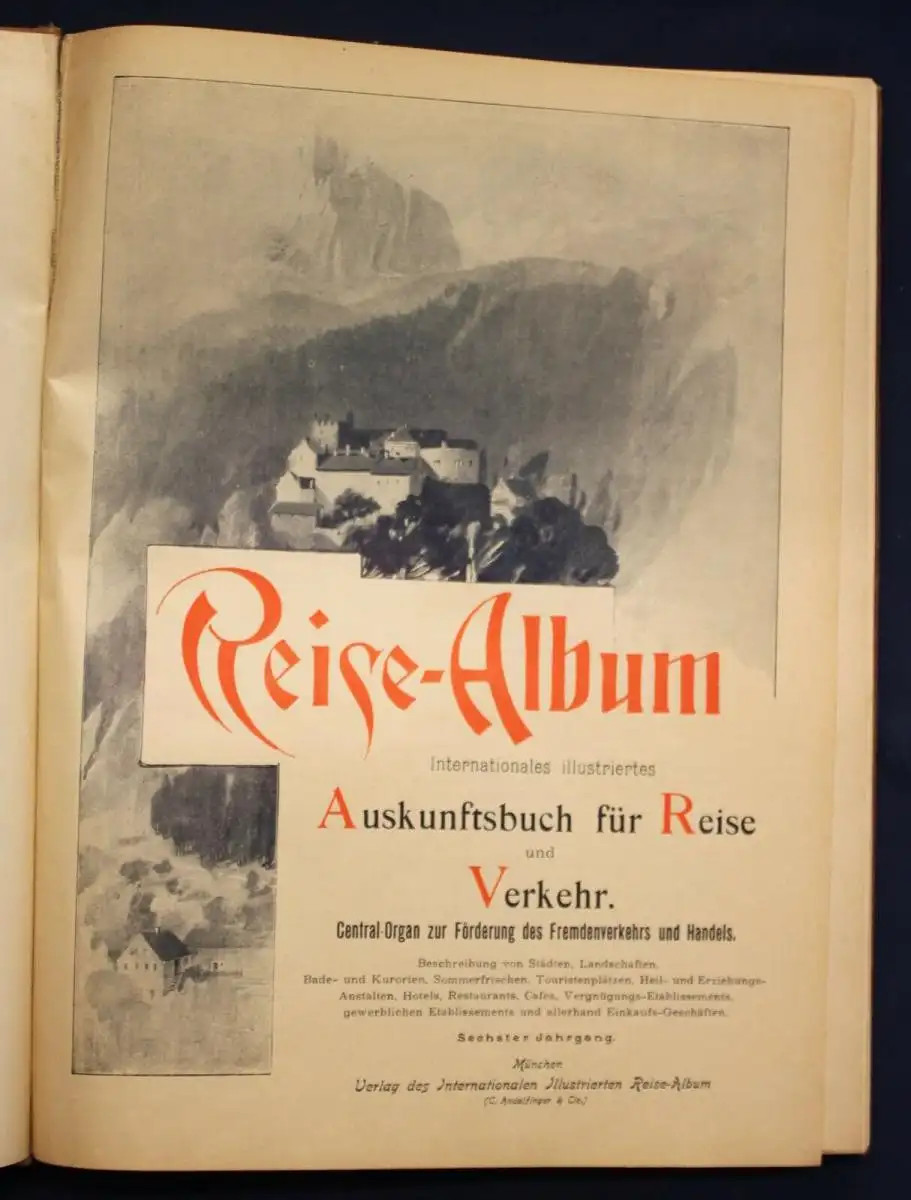 Reise-Album
Internationales illustriertes
Auskunftsbuch für Reise
und
Verkehr.
Central-Organ zur Förderung des Fremdenverkehrs und Handels.
Beschreibung von Städten, Landschaften,
Bade- und Kurorten, Sommerfrischen, Touristenplätzen, Heil- und Erziehungs-
Anstalten, Hotels, Restaurants, Cafes, Vergnügungs-Etablissements,
gewerblichen Etablissements und allerhand Einkaufs-Geschäften.
Sechster Jahrgang.
München
Verlag des Internationalen Illustrierten Reise-Album
(C. Andelfinger & Cie.)